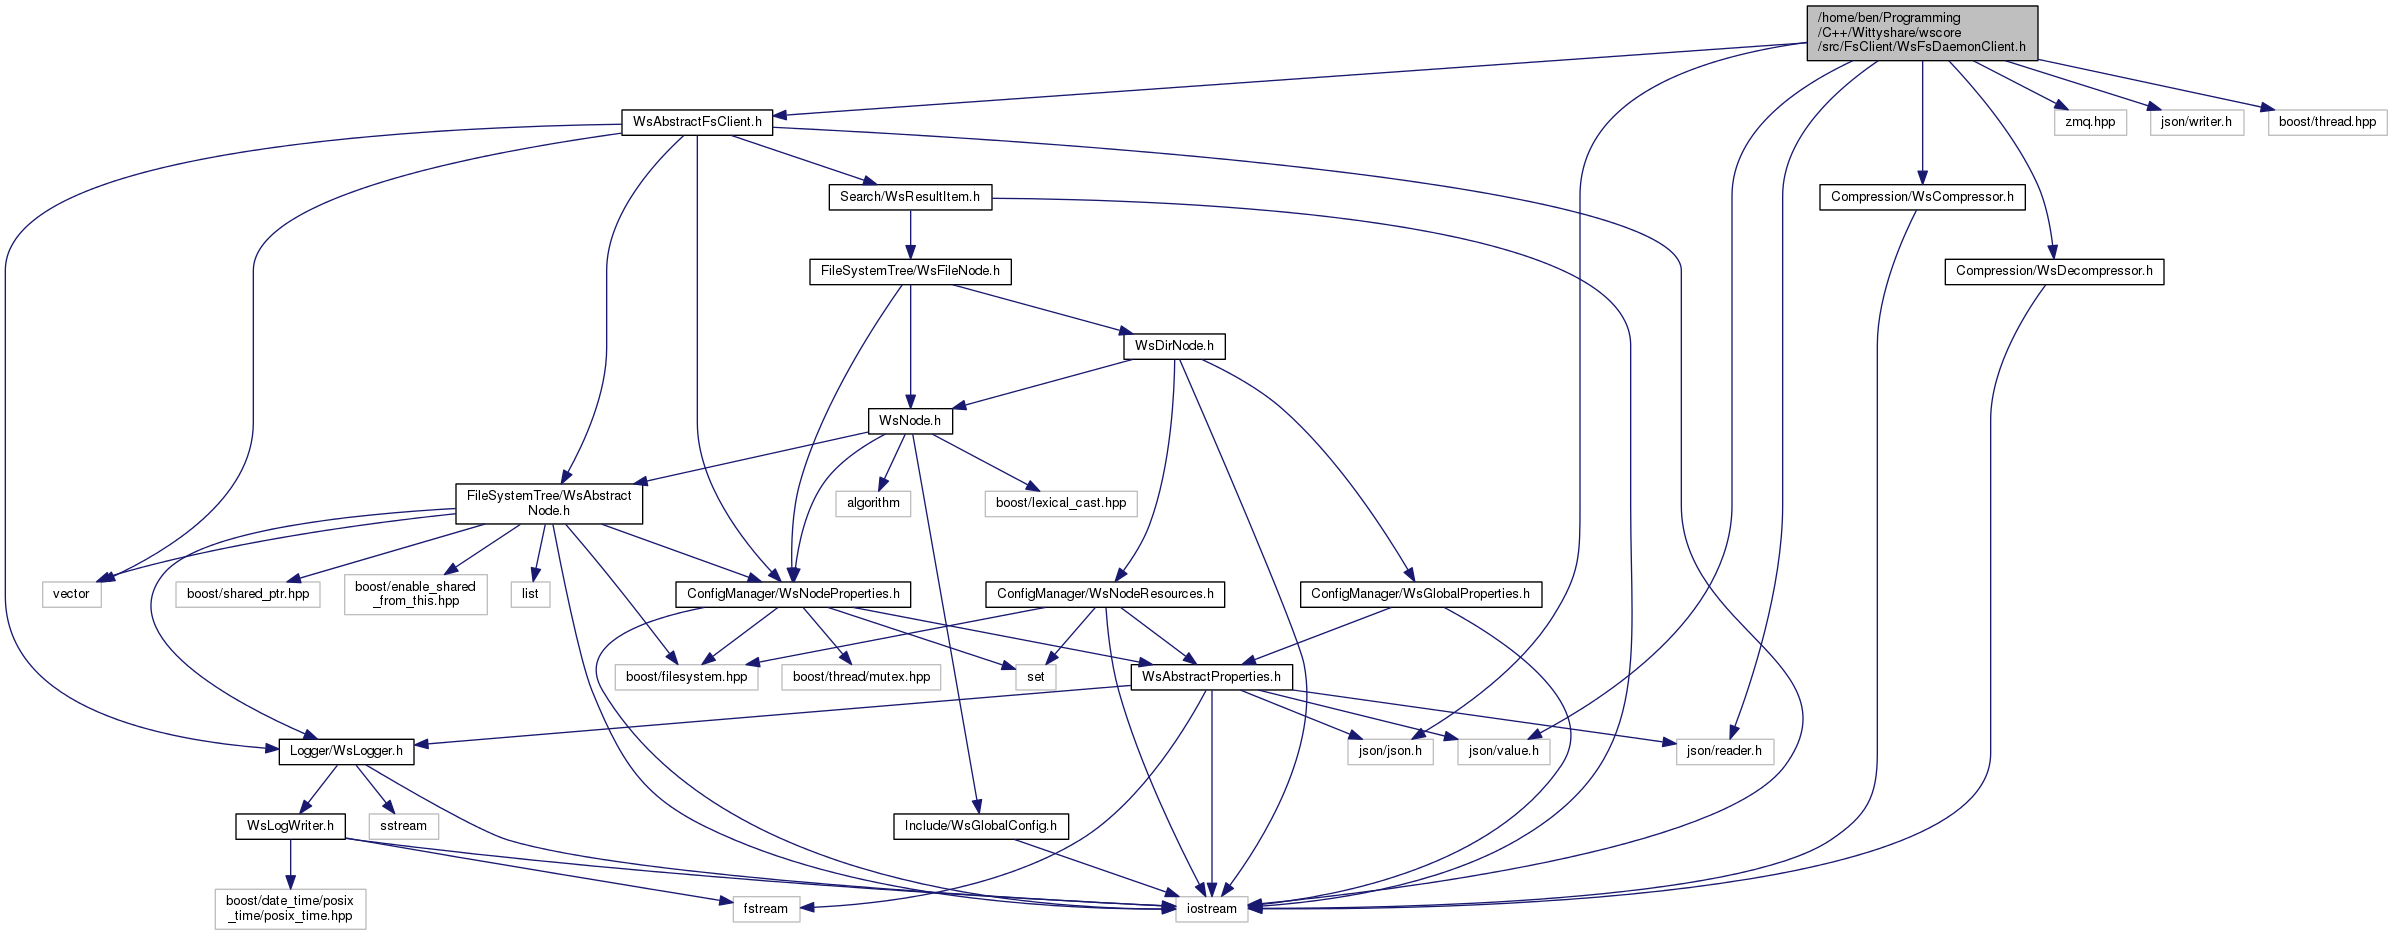 /home/ben/Programming
/C++/Wittyshare/wscore
/src/FsClient/WsFsDaemonClient.h
WsAbstractFsClient.h
zmq.hpp
json/writer.h
boost/thread.hpp
Search/WsResultItem.h
Compression/WsCompressor.h
FileSystemTree/WsFileNode.h
Compression/WsDecompressor.h
WsDirNode.h
WsNode.h
FileSystemTree/WsAbstract
Node.h
algorithm
boost/lexical_cast.hpp
vector
boost/shared_ptr.hpp
boost/enable_shared
_from_this.hpp
list
ConfigManager/WsNodeProperties.h
ConfigManager/WsNodeResources.h
ConfigManager/WsGlobalProperties.h
boost/filesystem.hpp
boost/thread/mutex.hpp
set
WsAbstractProperties.h
Logger/WsLogger.h
json/json.h
json/value.h
json/reader.h
WsLogWriter.h
sstream
Include/WsGlobalConfig.h
boost/date_time/posix
_time/posix_time.hpp
fstream
iostream